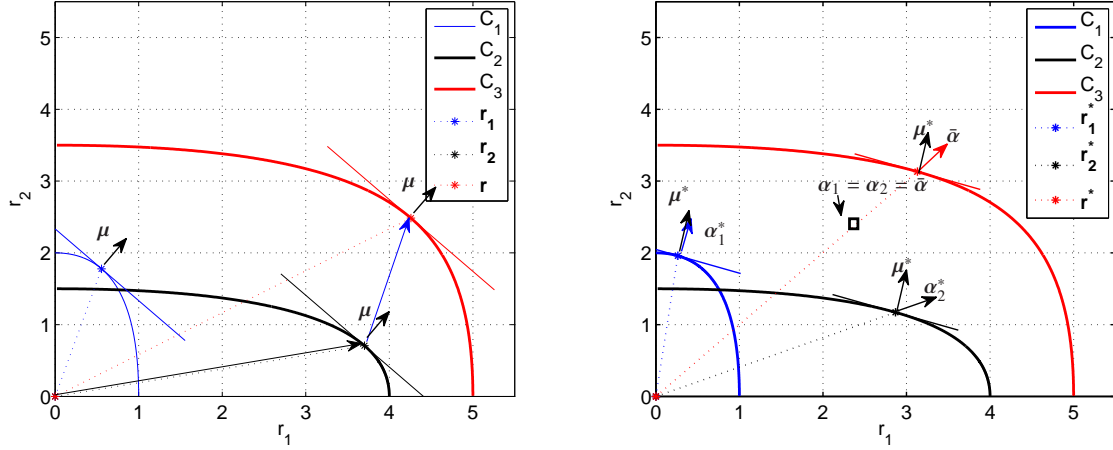 5
4
3
2
1
0
r₂
0 1 2 3 4 5
r₁
C₁
C₂
C₃
r₁
r₂
r
μ
μ
μ
5
4
3
2
1
0
r₂
0 1 2 3 4 5
r₁
C₁
C₂
C₃
r₁*
r₂*
r*
μ* ᾱ
α₁ = α₂ = ᾱ
μ*
α₁*
μ*
α₂*